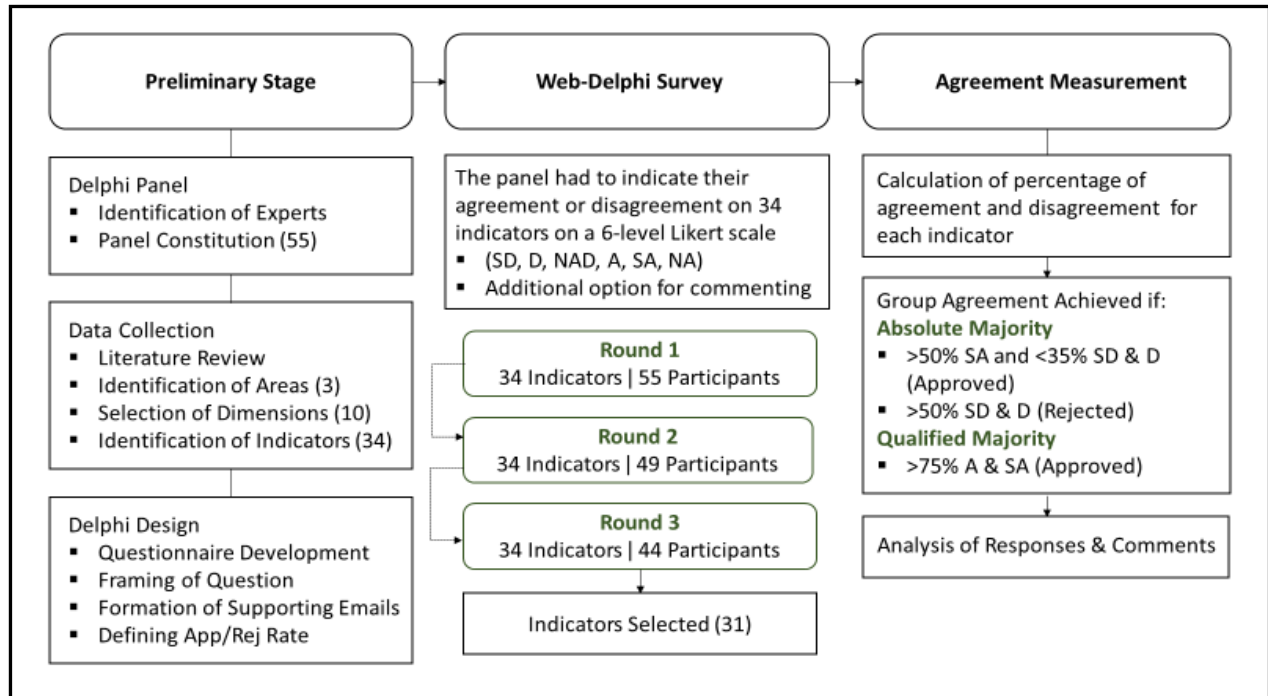 Preliminary Stage
Web-Delphi Survey
Agreement Measurement
Delphi Panel
▪ Identification of Experts
▪ Panel Constitution (55)
Data Collection
▪ Literature Review
▪ Identification of Areas (3)
▪ Selection of Dimensions (10)
▪ Identification of Indicators (34)
Delphi Design
▪ Questionnaire Development
▪ Framing of Question
▪ Formation of Supporting Emails
▪ Defining App/Rej Rate
The panel had to indicate their
agreement or disagreement on 34
indicators on a 6-level Likert scale
▪ (SD, D, NAD, A, SA, NA)
▪ Additional option for commenting
Round 1
34 Indicators | 55 Participants
Round 2
34 Indicators | 49 Participants
Round 3
34 Indicators | 44 Participants
Indicators Selected (31)
Calculation of percentage of
agreement and disagreement for
each indicator
Group Agreement Achieved if:
Absolute Majority
▪ >50% SA and <35% SD & D
(Approved)
▪ >50% SD & D (Rejected)
Qualified Majority
▪ >75% A & SA (Approved)
Analysis of Responses & Comments